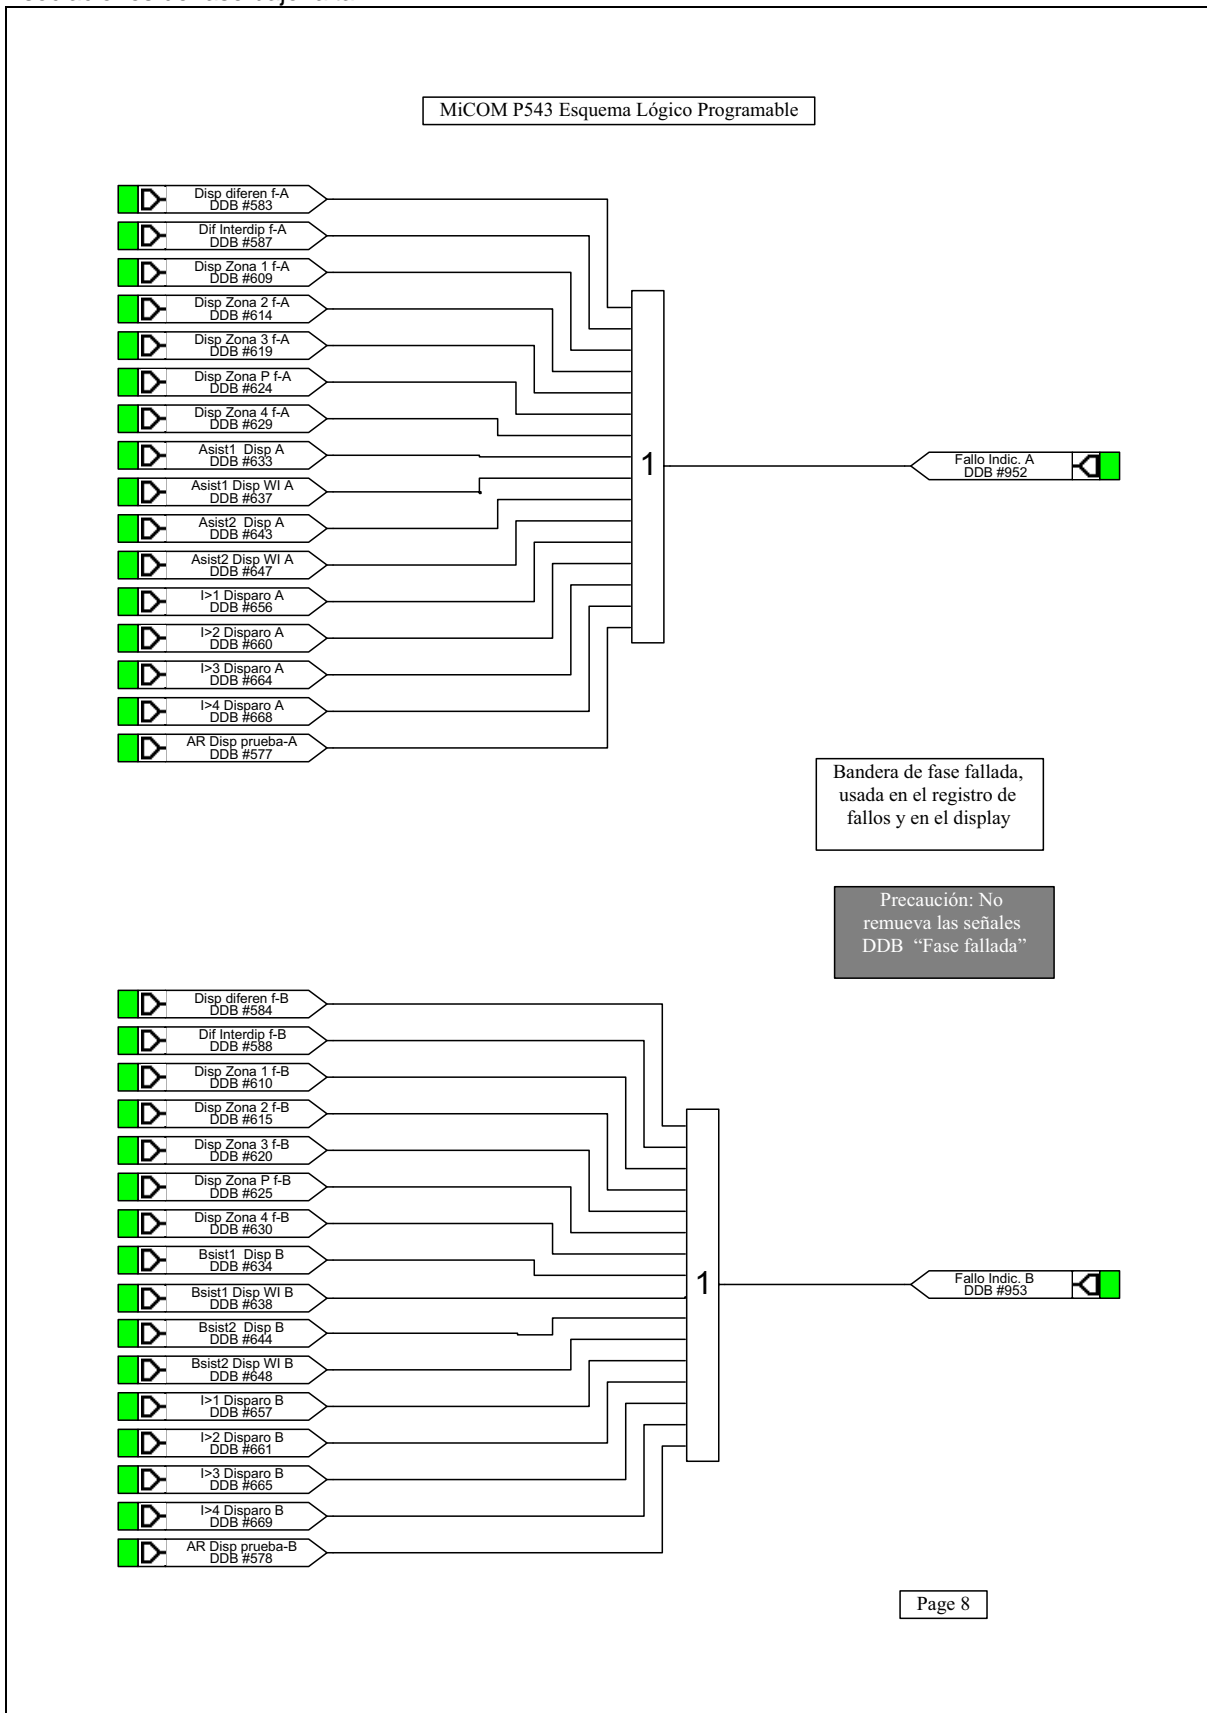 MiCOM P543 Esquema Lógico Programable
Disp diferen f-A
DDB #583
Dif Interdip f-A
DDB #587
Disp Zona 1 f-A
DDB #609
Disp Zona 2 f-A
DDB #614
Disp Zona 3 f-A
DDB #619
Disp Zona P f-A
DDB #624
Disp Zona 4 f-A
DDB #629
Asist1 Disp A
DDB #633
Asist1 Disp WI A
DDB #637
Asist2 Disp A
DDB #643
Asist2 Disp WI A
DDB #647
I>1 Disparo A
DDB #656
I>2 Disparo A
DDB #660
I>3 Disparo A
DDB #664
I>4 Disparo A
DDB #668
AR Disp prueba-A
DDB #577
1
Fallo Indic. A
DDB #952
Bandera de fase fallada,
usada en el registro de
fallos y en el display
Precaución: No
remueva las señales
DDB “Fase fallada”
Disp diferen f-B
DDB #584
Dif Interdip f-B
DDB #588
Disp Zona 1 f-B
DDB #610
Disp Zona 2 f-B
DDB #615
Disp Zona 3 f-B
DDB #620
Disp Zona P f-B
DDB #625
Disp Zona 4 f-B
DDB #630
Bsist1 Disp B
DDB #634
Bsist1 Disp WI B
DDB #638
Bsist2 Disp B
DDB #644
Bsist2 Disp WI B
DDB #648
I>1 Disparo B
DDB #657
I>2 Disparo B
DDB #661
I>3 Disparo B
DDB #665
I>4 Disparo B
DDB #669
AR Disp prueba-B
DDB #578
1
Fallo Indic. B
DDB #953
Page 8